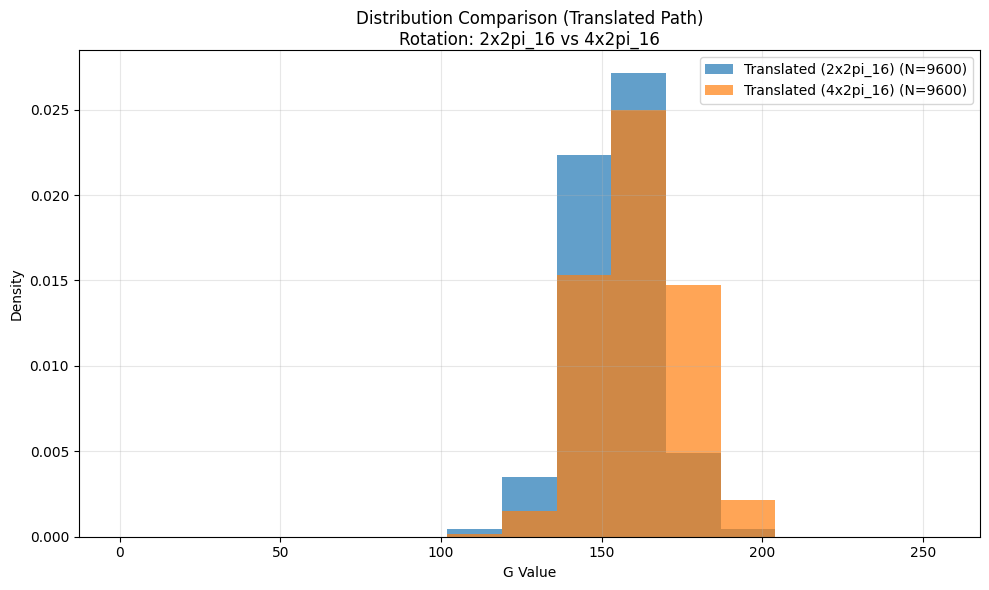 Distribution Comparison (Translated Path)
Rotation: 2x2pi_16 vs 4x2pi_16
Translated (2x2pi_16) (N=9600)
Translated (4x2pi_16) (N=9600)
Density
0.025
0.020
0.015
0.010
0.005
0.000
0 50 100 150 200 250
G Value